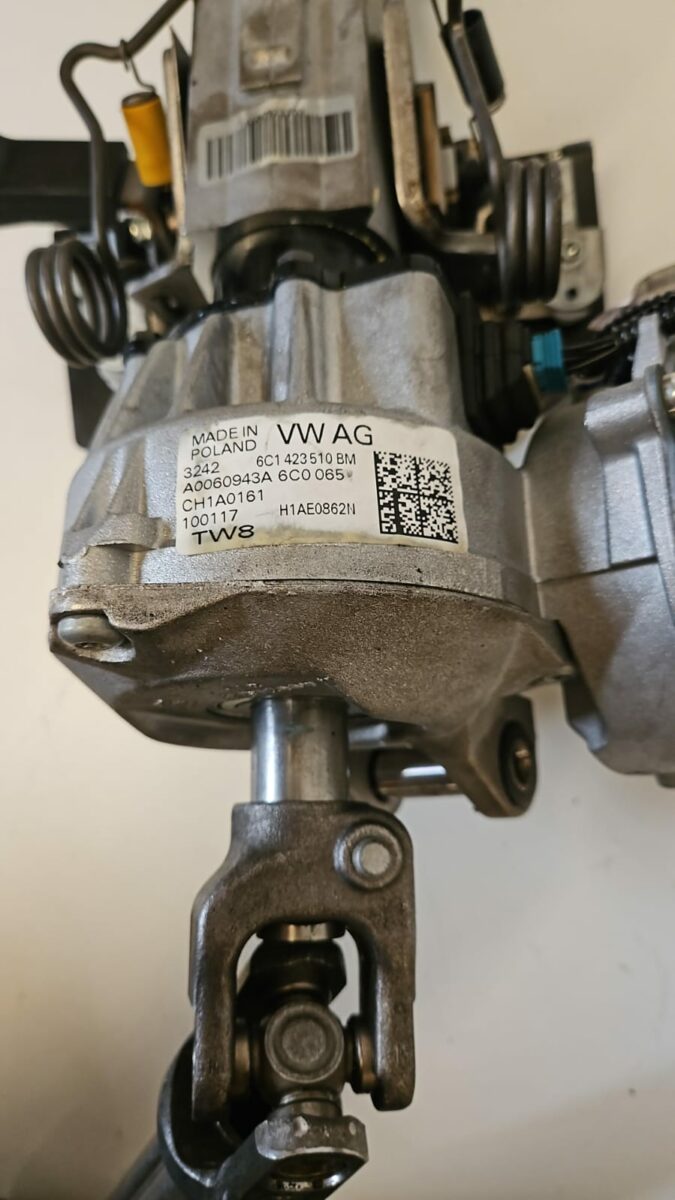 MADE IN POLAND VW AG
3242 6C1 423 510 BM
A0060943A 6C0 065
CH1A0161
100117 H1AE0862N
TW8